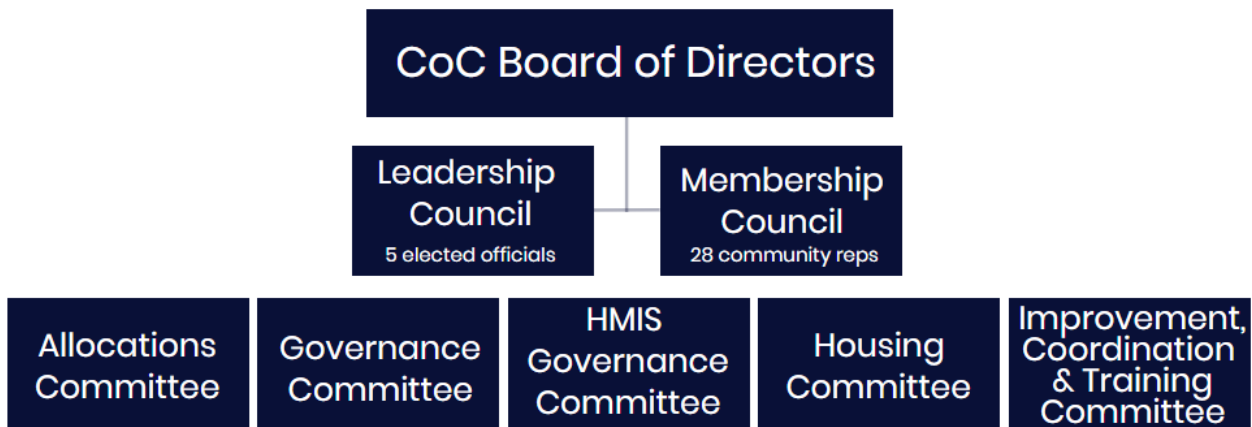 CoC Board of Directors
Leadership
Council
5 elected officials
Membership
Council
28 community reps
Allocations
Committee
Governance
Committee
HMIS
Governance
Committee
Housing
Committee
Improvement,
Coordination
& Training
Committee